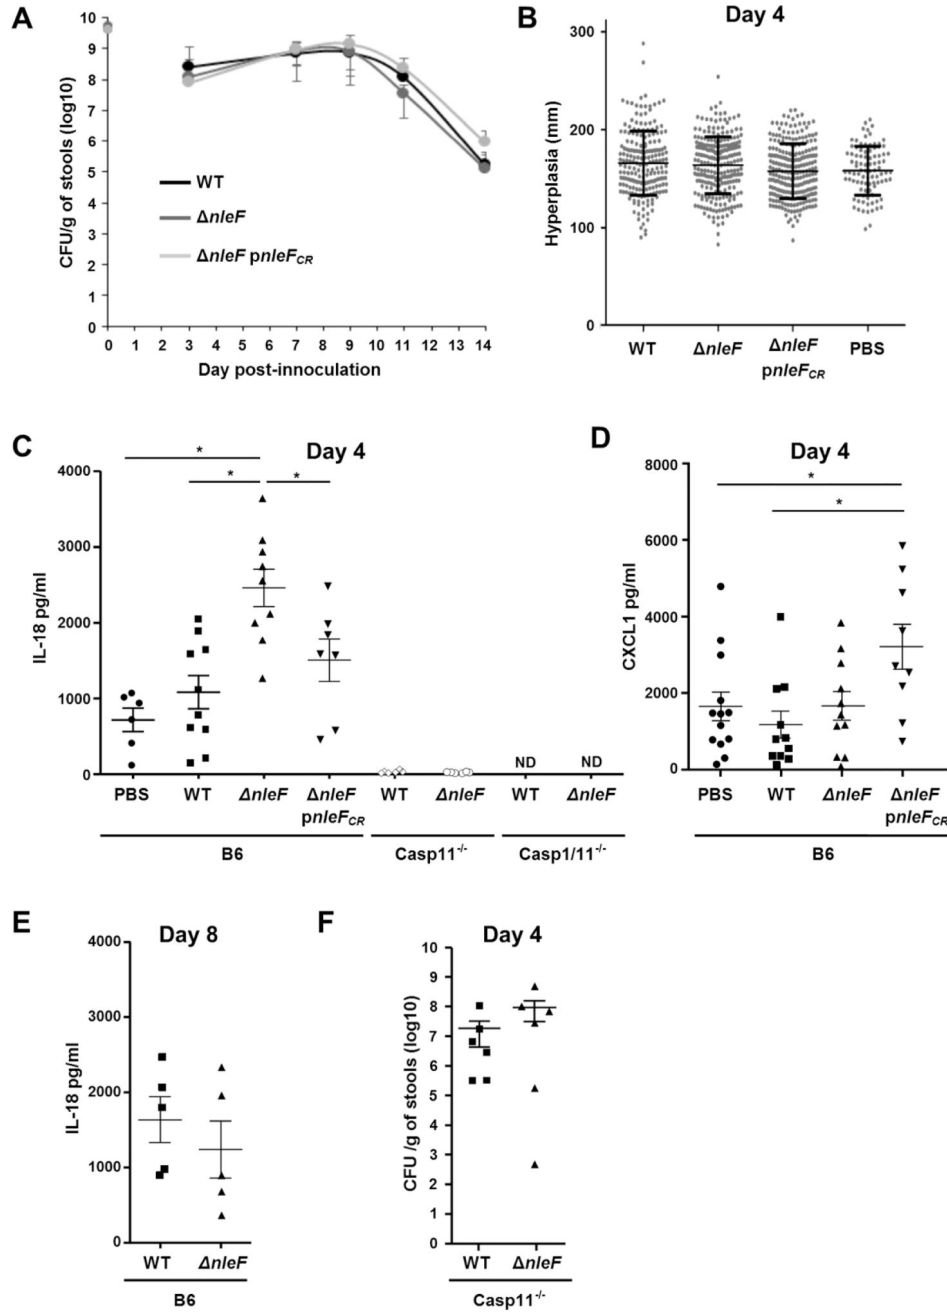 A
CFU/g of stools (log10)
10
9
8
7
6
5
4
3
2
1
0
WT
ΔnleF
ΔnleF pnleFCR
0 1 2 3 4 5 6 7 8 9 10 11 12 13 14
Day post-innoculation
B
Day 4
Hyperplasia (mm)
300
200
100
0
WT ΔnleF ΔnleF PBS
pnleFCR
C
Day 4
* * *
IL-18 pg/ml
4000
3000
2000
1000
0
ND ND
PBS WT ΔnleF ΔnleF WT ΔnleF WT ΔnleF
pnleFCR
B6 Casp11-/- Casp1/11-/-
D
Day 4
*
*
CXCL1 pg/ml
8000
6000
4000
2000
0
PBS WT ΔnleF ΔnleF
pnleFCR
B6
E
Day 8
IL-18 pg/ml
4000
3000
2000
1000
0
WT ΔnleF
B6
F
Day 4
CFU /g of stools (log10)
10
9
8
7
6
5
4
3
2
1
0
WT ΔnleF
Casp11-/-